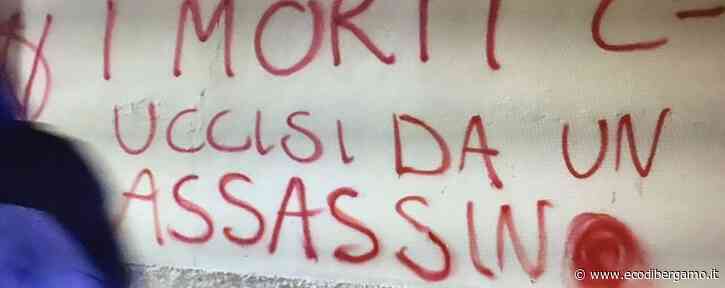 I MORTI C-
UCCISI DA UN
ASSASSINO
© www.ecodibergamo.it